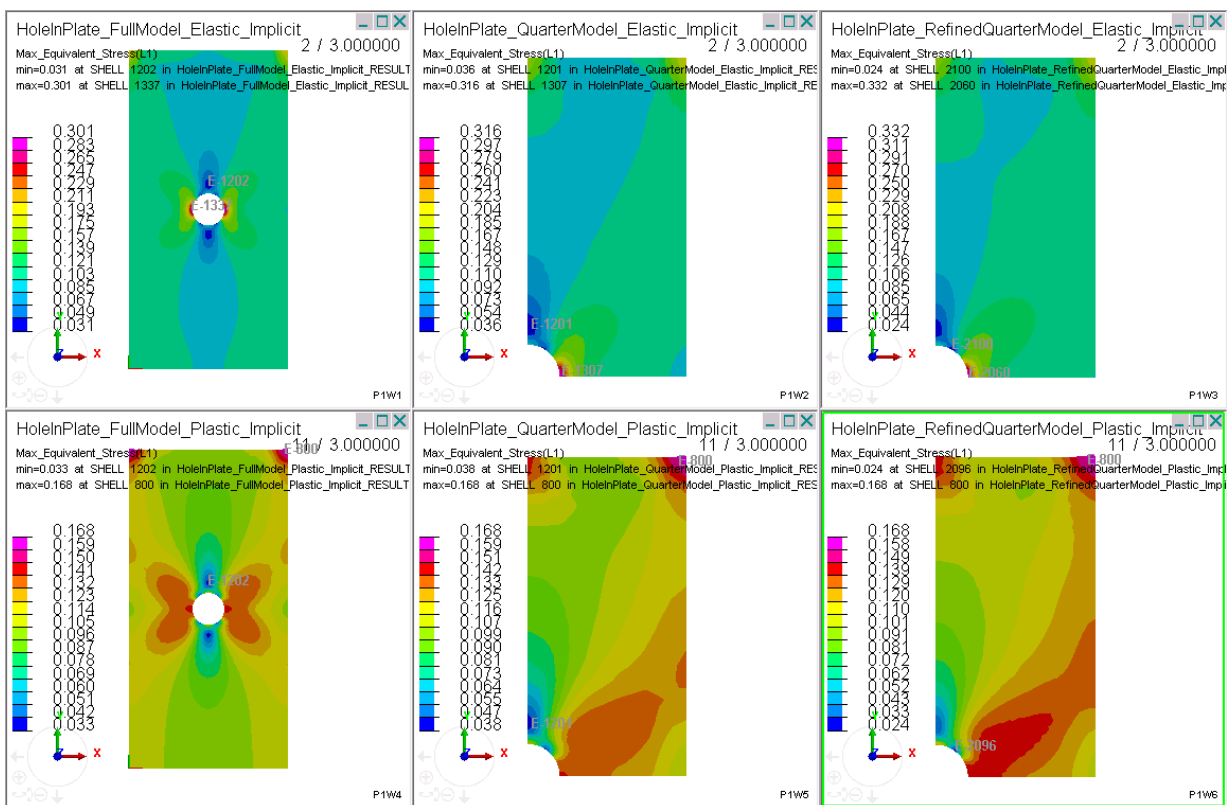 HoleInPlate_FullModel_Elastic_Implicit
2 / 3.000000
Max_Equivalent_Stress(L1)
min=0.031 at SHELL 1202 in HoleInPlate_FullModel_Elastic_Implicit_RESULT
max=0.301 at SHELL 1337 in HoleInPlate_FullModel_Elastic_Implicit_RESUL
0.301
0.283
0.265
0.247
0.229
0.211
0.193
0.175
0.157
0.139
0.121
0.103
0.085
0.067
0.049
0.031
E-1202
E-1337
Y
Z
X
P1W1
HoleInPlate_QuarterModel_Elastic_Implicit
2 / 3.000000
Max_Equivalent_Stress(L1)
min=0.036 at SHELL 1201 in HoleInPlate_QuarterModel_Elastic_Implicit_RES
max=0.316 at SHELL 1307 in HoleInPlate_QuarterModel_Elastic_Implicit_RE
0.316
0.297
0.279
0.260
0.241
0.223
0.204
0.185
0.167
0.148
0.129
0.110
0.092
0.073
0.054
0.036
E-1201
E-1307
Y
Z
X
P1W2
HoleInPlate_RefinedQuarterModel_Elastic_Implicit
2 / 3.000000
Max_Equivalent_Stress(L1)
min=0.024 at SHELL 2100 in HoleInPlate_RefinedQuarterModel_Elastic_Imp
max=0.332 at SHELL 2060 in HoleInPlate_RefinedQuarterModel_Elastic_Im
0.332
0.311
0.291
0.270
0.250
0.229
0.208
0.188
0.167
0.147
0.126
0.106
0.085
0.065
0.044
0.024
E-2100
E-2060
Y
Z
X
P1W3
HoleInPlate_FullModel_Plastic_Implicit
11 / 3.000000
Max_Equivalent_Stress(L1)
E-800
min=0.033 at SHELL 1202 in HoleInPlate_FullModel_Plastic_Implicit_RESULT
max=0.168 at SHELL 800 in HoleInPlate_FullModel_Plastic_Implicit_RESULT
0.168
0.159
0.150
0.141
0.132
0.123
0.114
0.105
0.096
0.087
0.078
0.069
0.060
0.051
0.042
0.033
E-1202
Y
Z
X
P1W4
HoleInPlate_QuarterModel_Plastic_Implicit
11 / 3.000000
Max_Equivalent_Stress(L1)
E-800
min=0.038 at SHELL 1201 in HoleInPlate_QuarterModel_Plastic_Implicit_RES
max=0.168 at SHELL 800 in HoleInPlate_QuarterModel_Plastic_Implicit_RES
0.168
0.159
0.151
0.142
0.133
0.125
0.116
0.107
0.099
0.090
0.081
0.073
0.064
0.055
0.047
0.038
E-1201
Y
Z
X
P1W5
HoleInPlate_RefinedQuarterModel_Plastic_Implicit
11 / 3.000000
Max_Equivalent_Stress(L1)
E-800
min=0.024 at SHELL 2096 in HoleInPlate_RefinedQuarterModel_Plastic_Im
max=0.168 at SHELL 800 in HoleInPlate_RefinedQuarterModel_Plastic_Imp
0.168
0.158
0.149
0.139
0.129
0.120
0.110
0.101
0.091
0.082
0.072
0.062
0.053
0.043
0.033
0.024
E-2096
Y
Z
X
P1W6